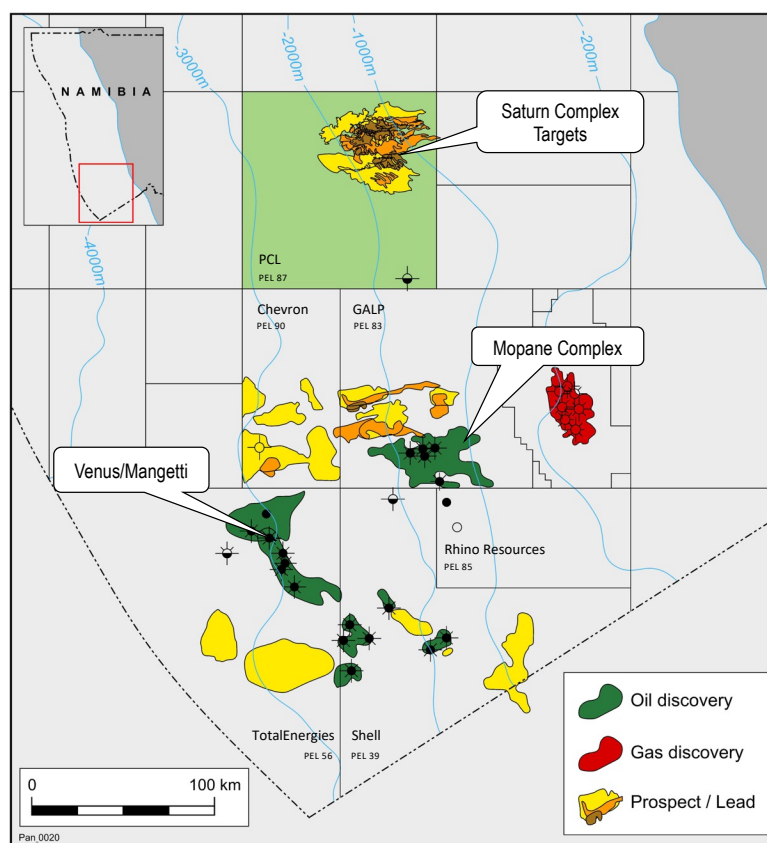 NAMIBIA
-3000m
-2000m
-1000m
-200m
-4000m
Saturn Complex
Targets
PCL
PEL 87
Chevron
PEL 90
GALP
PEL 83
Mopane Complex
Venus/Mangetti
Rhino Resources
PEL 85
TotalEnergies
PEL 56
Shell
PEL 39
Oil discovery
Gas discovery
Prospect / Lead
0 100 km
Pan_0020